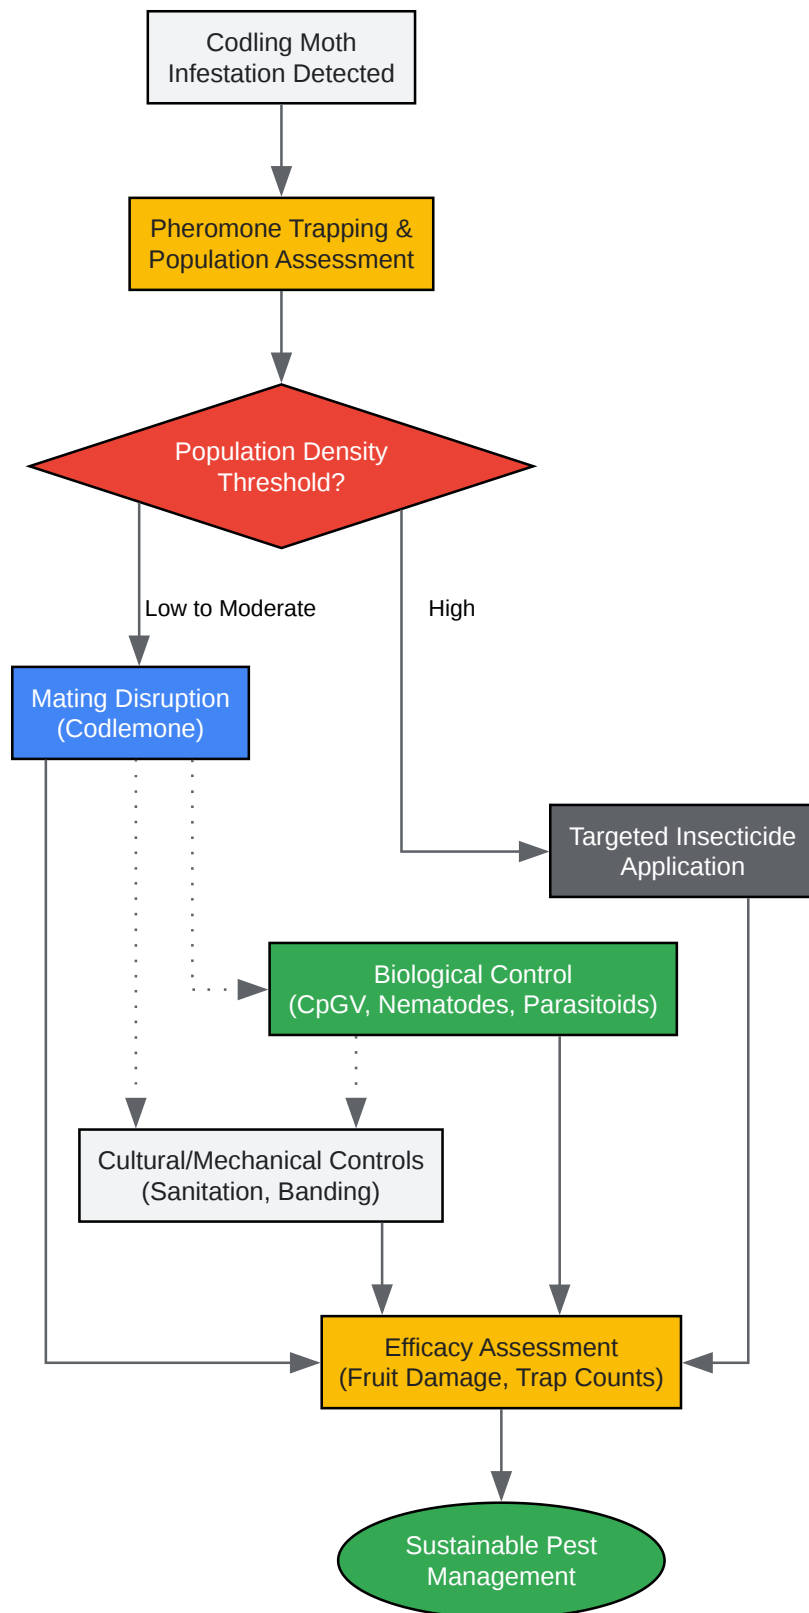 Codling Moth
Infestation Detected
Pheromone Trapping &
Population Assessment
Population Density
Threshold?
Low to Moderate
High
Mating Disruption
(Codlemone)
Targeted Insecticide
Application
Biological Control
(CpGV, Nematodes, Parasitoids)
Cultural/Mechanical Controls
(Sanitation, Banding)
Efficacy Assessment
(Fruit Damage, Trap Counts)
Sustainable Pest
Management